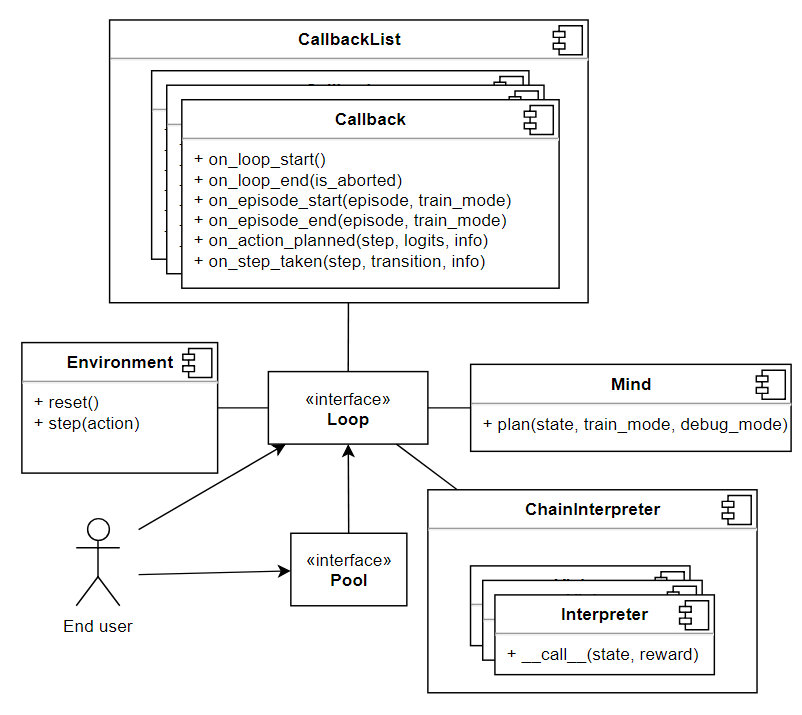 CallbackList
Callback
+ on_loop_start()
+ on_loop_end(is_aborted)
+ on_episode_start(episode, train_mode)
+ on_episode_end(episode, train_mode)
+ on_action_planned(step, logits, info)
+ on_step_taken(step, transition, info)
Environment
+ reset()
+ step(action)
«interface»
Loop
Mind
+ plan(state, train_mode, debug_mode)
ChainInterpreter
Interpreter
+ __call__(state, reward)
«interface»
Pool
End user